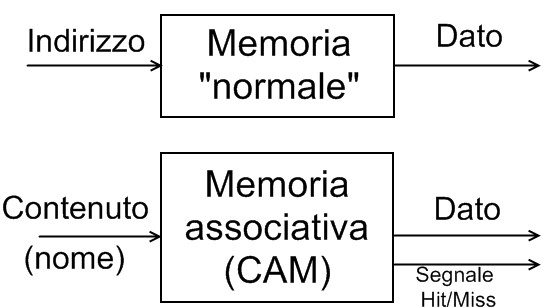 Indirizzo
Memoria
"normale"
Dato
Contenuto
(nome)
Memoria
associativa
(CAM)
Dato
Segnale
Hit/Miss